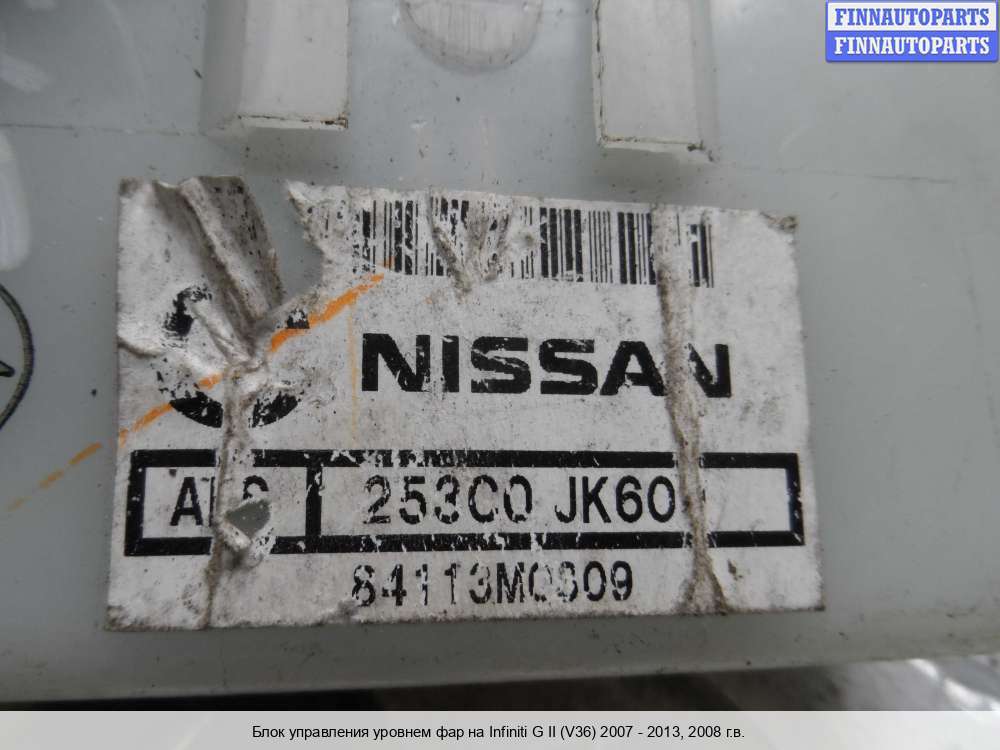 FINNAUTOPARTS
FINNAUTOPARTS
NISSAN
253C0 JK60
Блок управления уровнем фар на Infiniti G II (V36) 2007 - 2013, 2008 г.в.